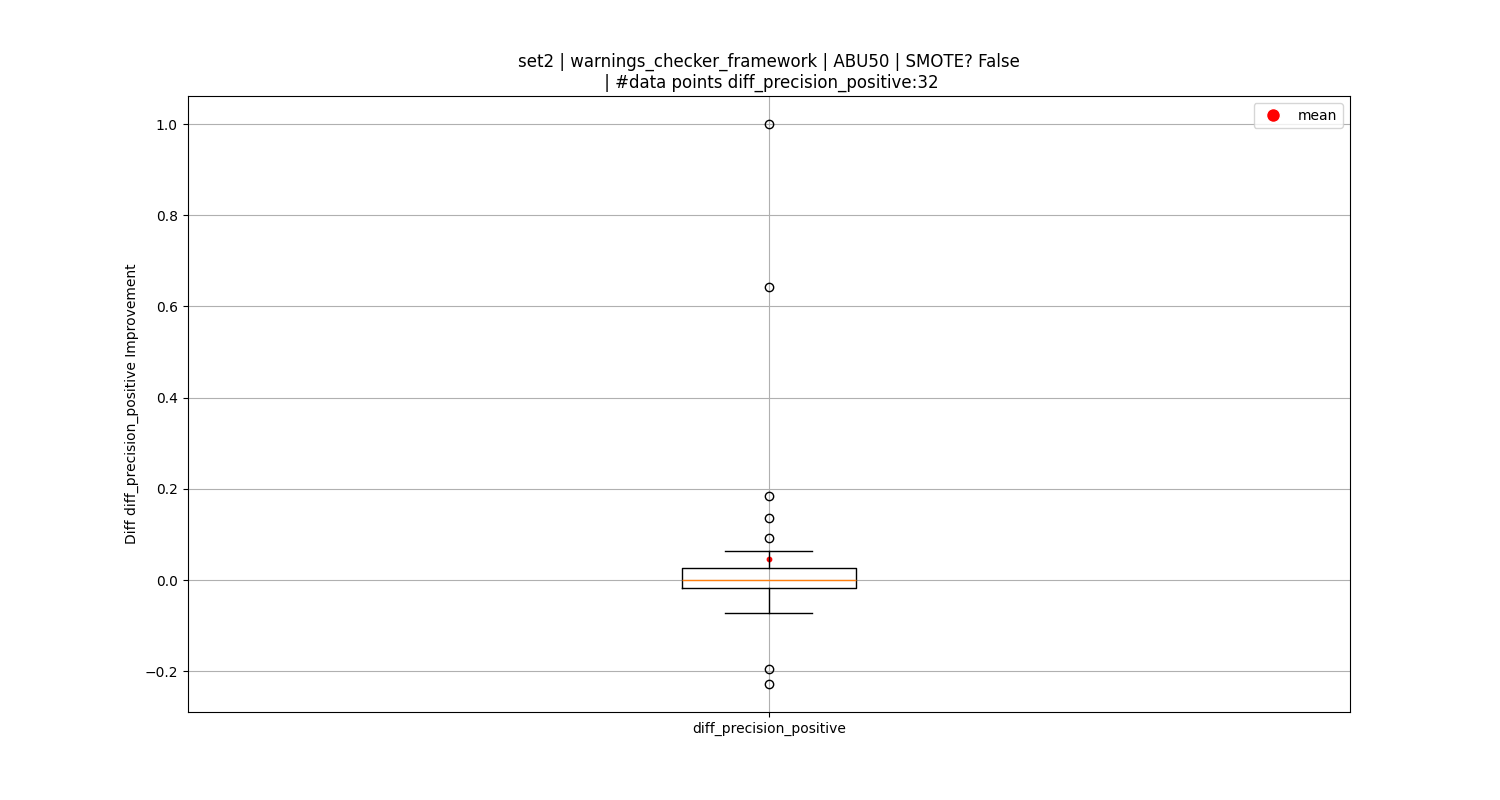 set2 | warnings_checker_framework | ABU50 | SMOTE? False
| #data points diff_precision_positive:32
mean
1.0
0.8
0.6
0.4
0.2
0.0
−0.2
Diff diff_precision_positive Improvement
diff_precision_positive